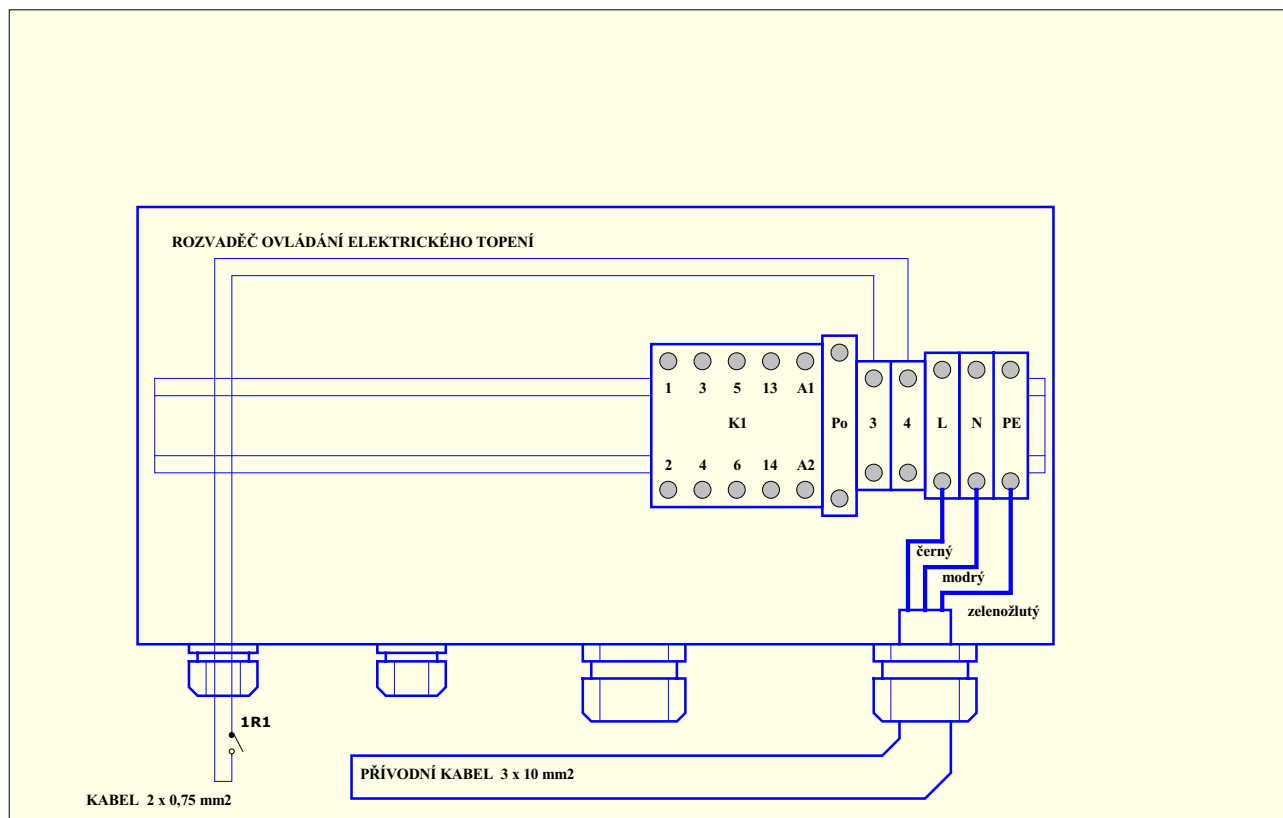 ROZVADĚČ OVLÁDÁNÍ ELEKTRICKÉHO TOPENÍ
1 3 5 13 A1
K1 Po 3 4 L N PE
2 4 6 14 A2
černý
modrý
zelenožlutý
1R1
PŘÍVODNÍ KABEL 3 x 10 mm2
KABEL 2 x 0,75 mm2